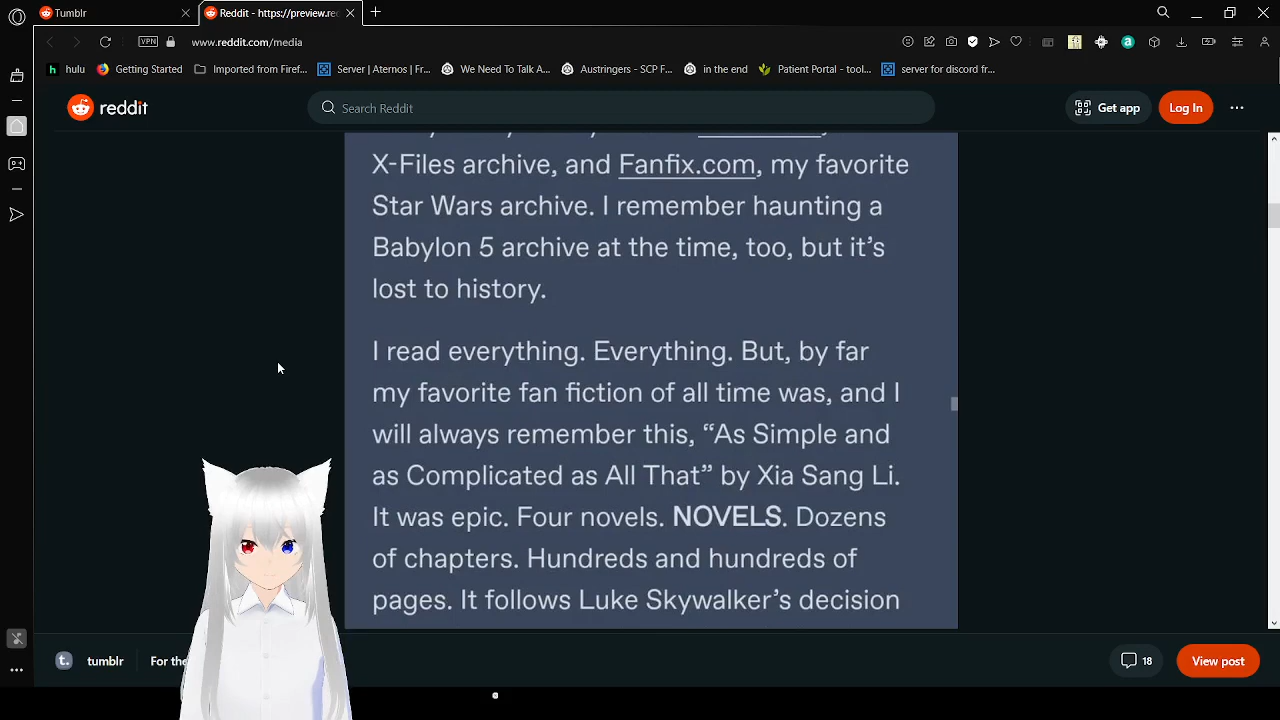 Tumblr
Reddit - https://preview.red
VPN
www.reddit.com/media
hulu
Getting Started
Imported from Firef...
Server | Aternos | Fr...
We Need To Talk A...
Austringers - SCP F...
in the end
Patient Portal - tool...
server for discord fr...
reddit
Search Reddit
Get app
Log In
X-Files archive, and Fanfix.com, my favorite
Star Wars archive. I remember haunting a
Babylon 5 archive at the time, too, but it’s
lost to history.
I read everything. Everything. But, by far
my favorite fan fiction of all time was, and I
will always remember this, “As Simple and
as Complicated as All That” by Xia Sang Li.
It was epic. Four novels. NOVELS. Dozens
of chapters. Hundreds and hundreds of
pages. It follows Luke Skywalker’s decision
t.
tumblr
For the
18
View post